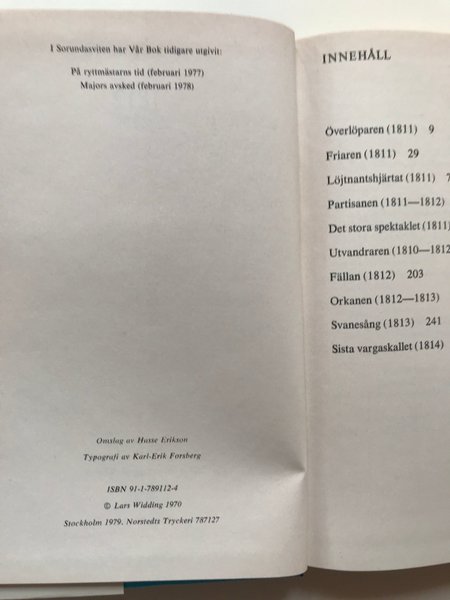 I Sorundasviten har Vår Bok tidigare utgivit:
På ryttmästarns tid (februari 1977)
Majors avsked (februari 1978)
Omslag av Hasse Erikson
Typografi av Karl-Erik Forsberg
ISBN 91-1-789112-4
© Lars Widding 1970
Stockholm 1979, Norstedts Tryckeri 787127
INNEHÅLL
Överlöparen (1811) 9
Friaren (1811) 29
Löjtnantshjärtat (1811)
Partisanen (1811—1812)
Det stora spektaklet (1811)
Utvandraren (1810—1812
Fällan (1812) 203
Orkanen (1812—1813)
Svanesång (1813) 241
Sista vargaskallet (1814)